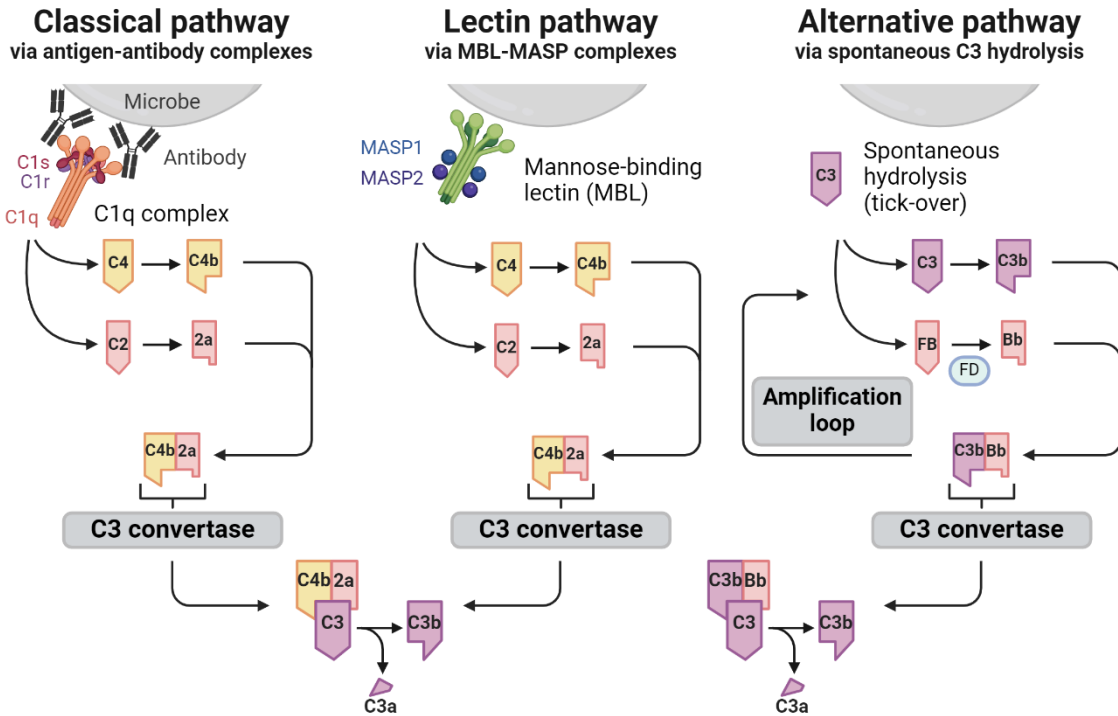 Classical pathway
via antigen-antibody complexes
Microbe
Antibody
C1s
C1r
C1q
C1q complex
C4
C4b
C2
2a
C4b 2a
C3 convertase
Lectin pathway
via MBL-MASP complexes
MASP1
MASP2
Mannose-binding
lectin (MBL)
C4
C4b
C2
2a
C4b 2a
C3 convertase
Alternative pathway
via spontaneous C3 hydrolysis
C3
Spontaneous
hydrolysis
(tick-over)
C3
C3b
FB
Bb
FD
Amplification
loop
C3b Bb
C3 convertase
C4b 2a
C3
C3b
C3a
C3b Bb
C3
C3b
C3a